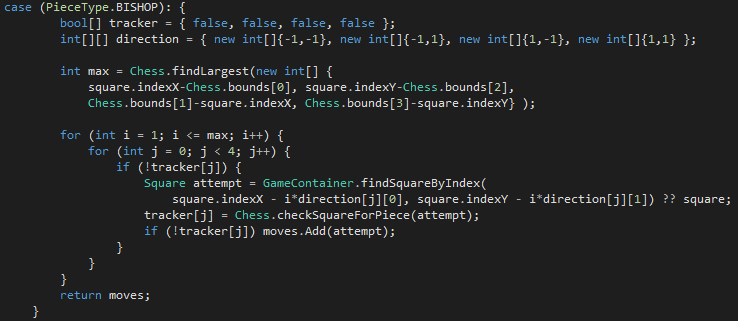 case (PieceType.BISHOP): {
bool[] tracker = { false, false, false, false };
int[][] direction = { new int[]{-1,-1}, new int[]{-1,1}, new int[]{1,-1}, new int[]{1,1} };
int max = Chess.findLargest(new int[] {
square.indexX-Chess.bounds[0], square.indexY-Chess.bounds[2],
Chess.bounds[1]-square.indexX, Chess.bounds[3]-square.indexY} );
for (int i = 1; i <= max; i++) {
for (int j = 0; j < 4; j++) {
if (!tracker[j]) {
Square attempt = GameContainer.findSquareByIndex(
square.indexX - i*direction[j][0], square.indexY - i*direction[j][1]) ?? square;
tracker[j] = Chess.checkSquareForPiece(attempt);
if (!tracker[j]) moves.Add(attempt);
}
}
}
return moves;
}